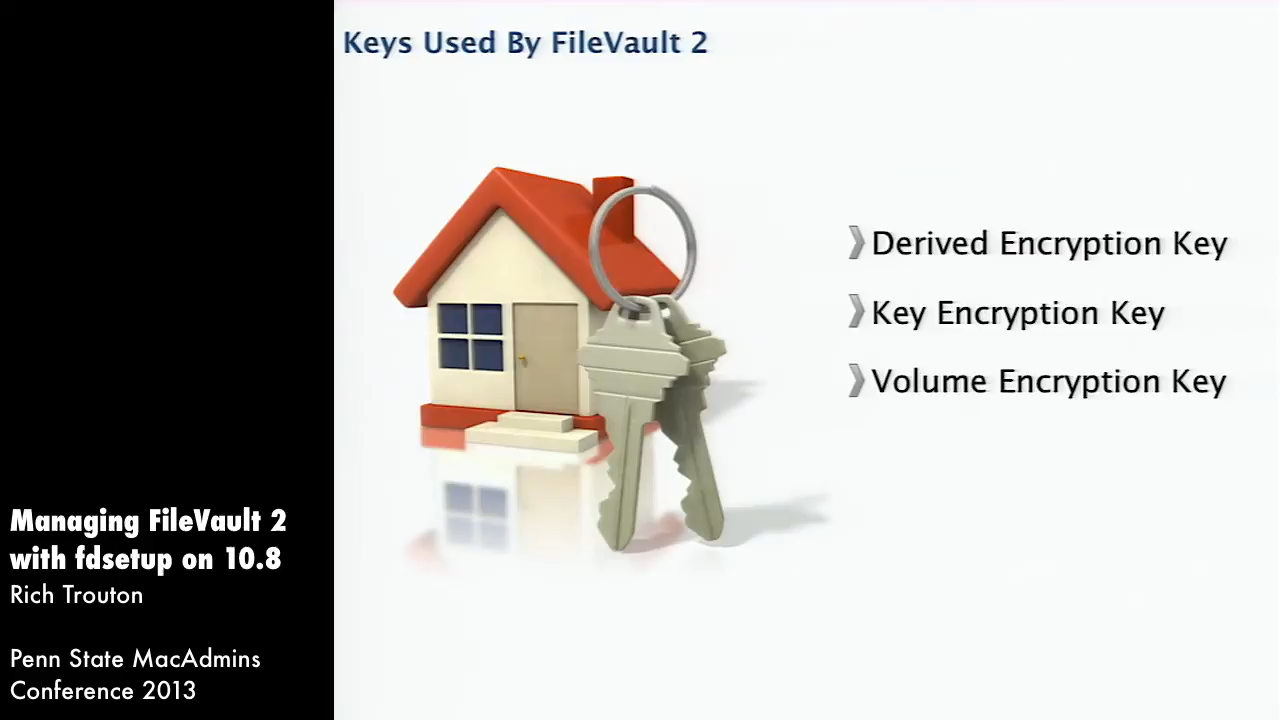 Keys Used By FileVault 2
Derived Encryption Key
Key Encryption Key
Volume Encryption Key
Managing FileVault 2
with fdsetup on 10.8
Rich Trouton
Penn State MacAdmins
Conference 2013